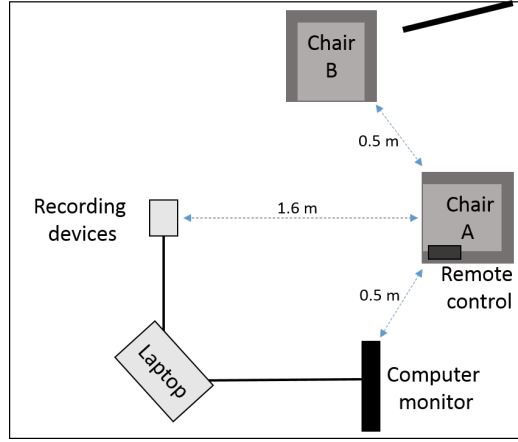 Chair
B
0.5 m
Recording
devices
1.6 m
Chair
A
Remote
control
0.5 m
Laptop
Computer
monitor